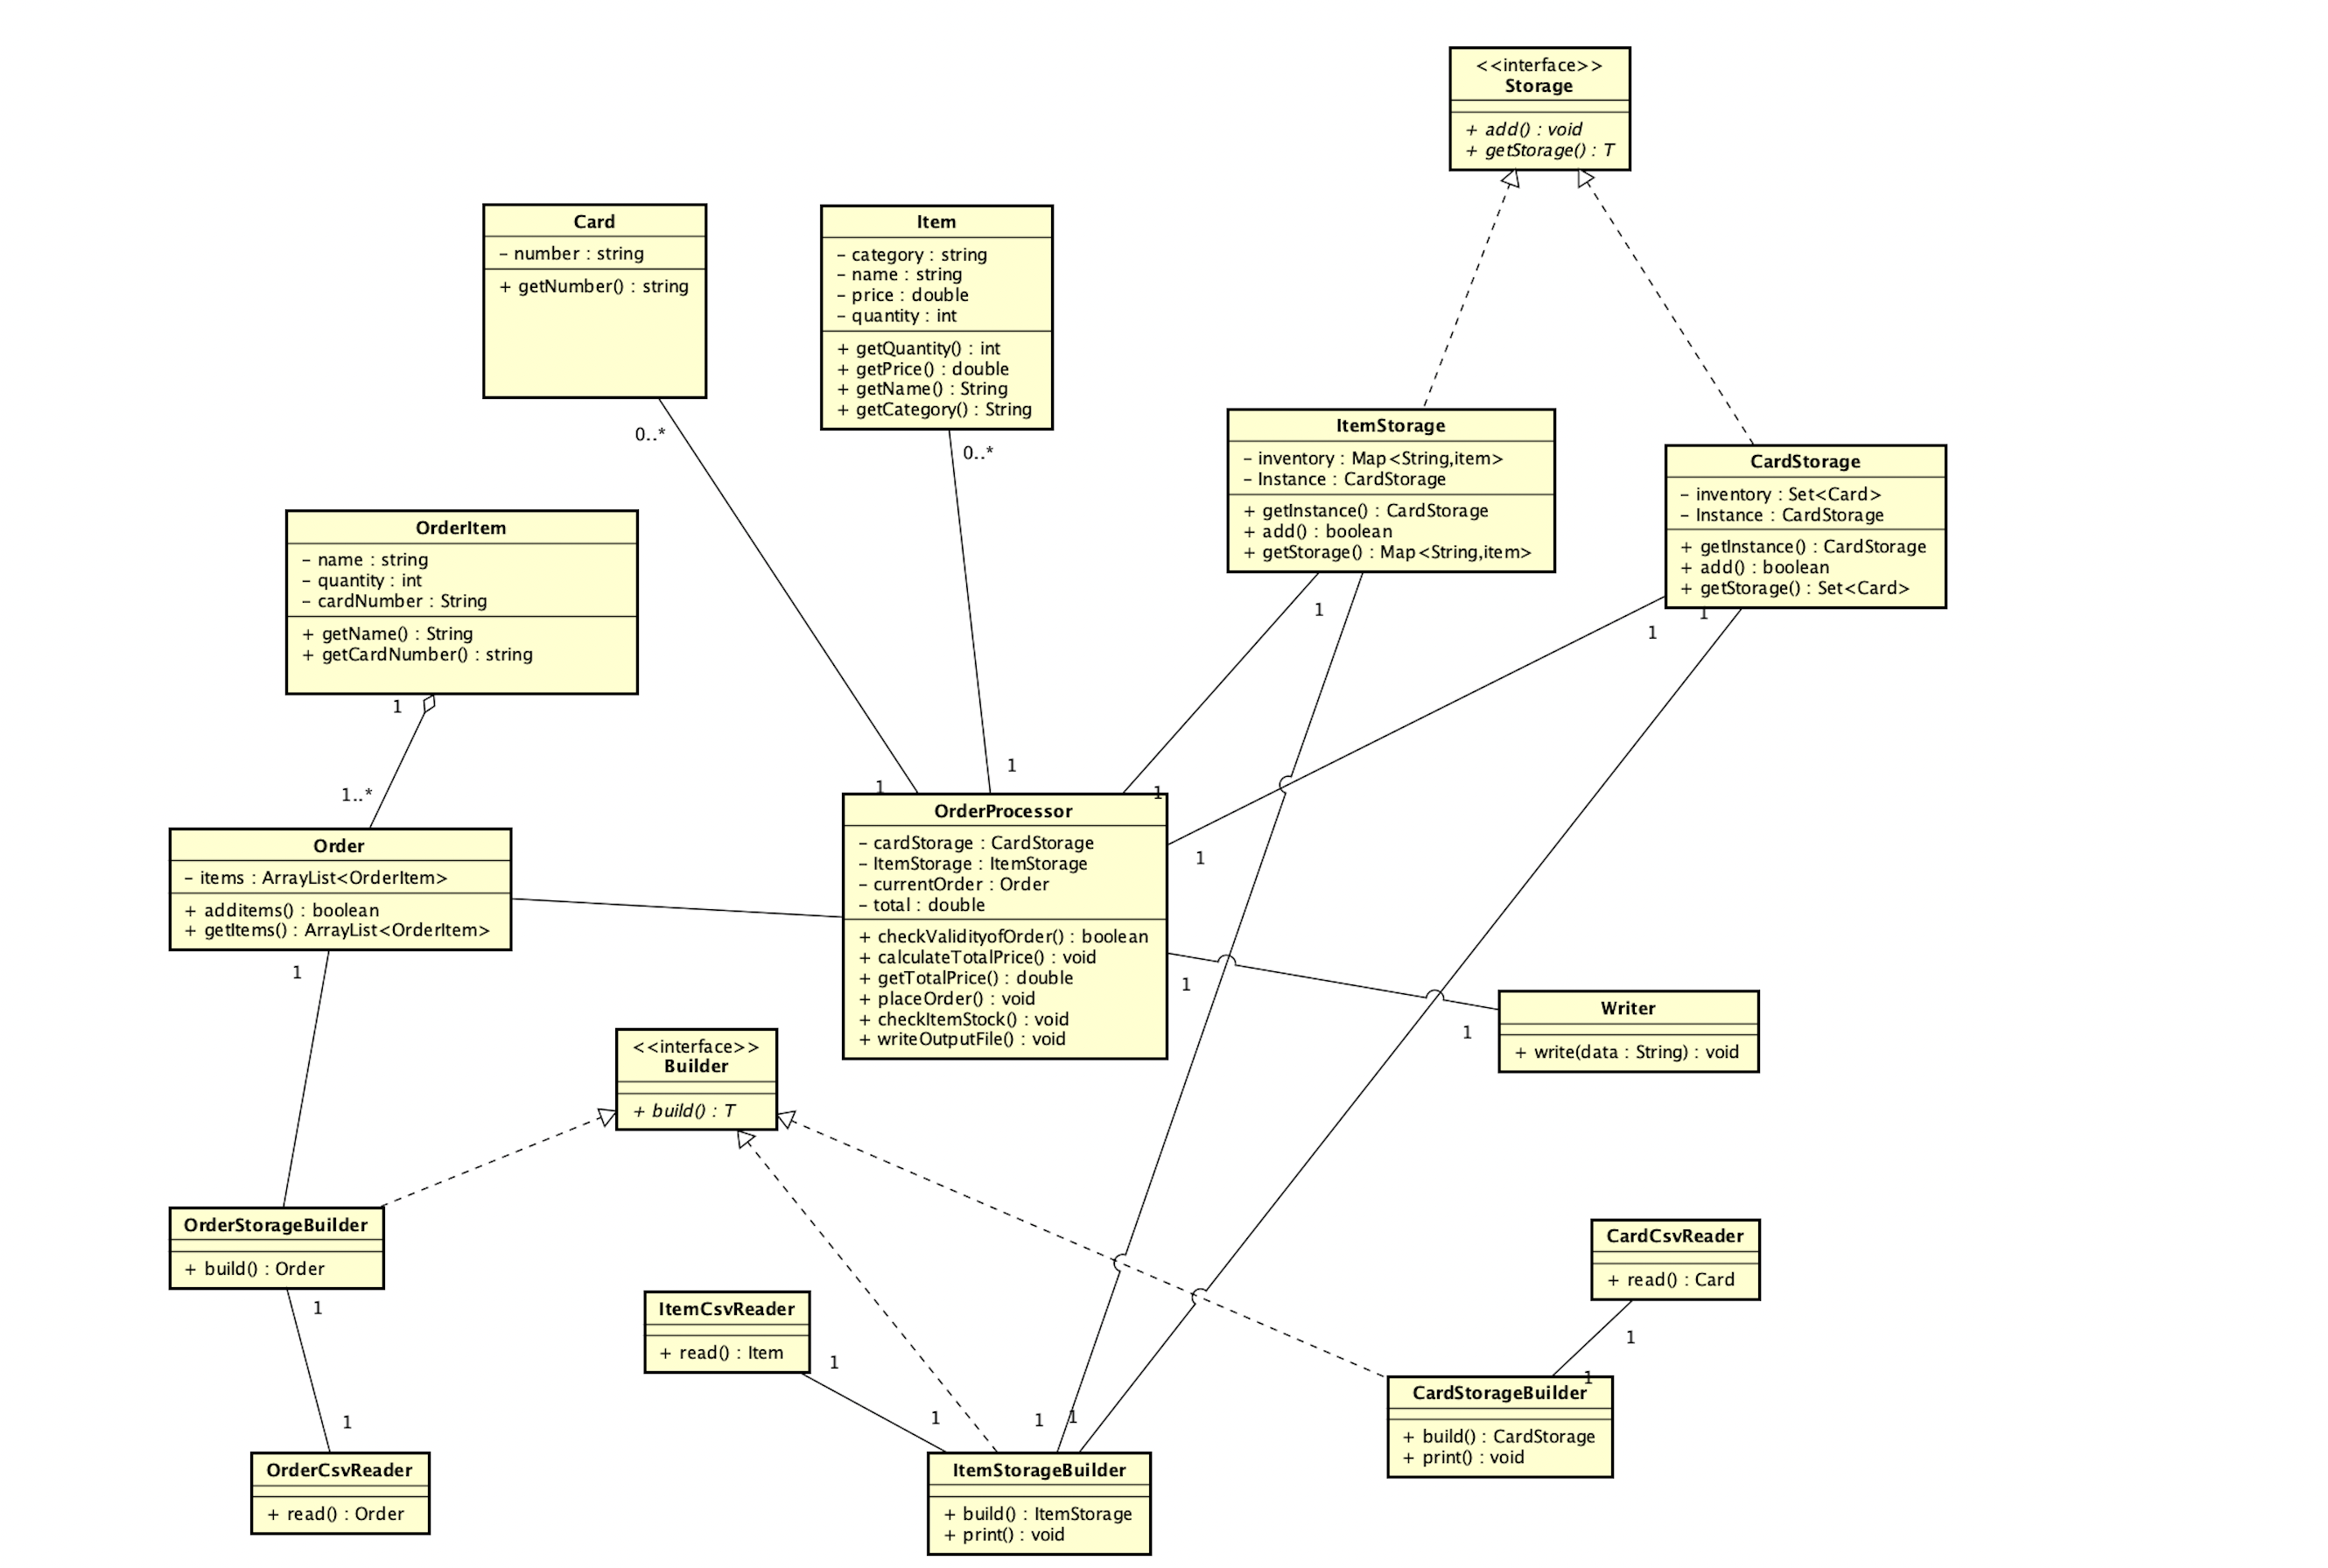 <<interface>>
Storage
+ add() : void
+ getStorage() : T
Card
– number : string
+ getNumber() : string
0..*
Item
– category : string
– name : string
– price : double
– quantity : int
+ getQuantity() : int
+ getPrice() : double
+ getName() : String
+ getCategory() : String
0..*
ItemStorage
– inventory : Map<String,item>
– Instance : CardStorage
+ getInstance() : CardStorage
+ add() : boolean
+ getStorage() : Map<String,item>
1
CardStorage
– inventory : Set<Card>
– Instance : CardStorage
+ getInstance() : CardStorage
+ add() : boolean
+ getStorage() : Set<Card>
1
1
OrderItem
– name : string
– quantity : int
– cardNumber : String
+ getName() : String
+ getCardNumber() : string
1
1..*
Order
– items : ArrayList<OrderItem>
+ additems() : boolean
+ getItems() : ArrayList<OrderItem>
1
1
1
1
OrderProcessor
– cardStorage : CardStorage
– ItemStorage : ItemStorage
– currentOrder : Order
– total : double
+ checkValidityofOrder() : boolean
+ calculateTotalPrice() : void
+ getTotalPrice() : double
+ placeOrder() : void
+ checkItemStock() : void
+ writeOutputFile() : void
1
1
1
Writer
+ write(data : String) : void
<<interface>>
Builder
+ build() : T
OrderStorageBuilder
+ build() : Order
1
1
OrderCsvReader
+ read() : Order
ItemCsvReader
+ read() : Item
1
1
1
1
ItemStorageBuilder
+ build() : ItemStorage
+ print() : void
CardCsvReader
+ read() : Card
1
1
CardStorageBuilder
+ build() : CardStorage
+ print() : void